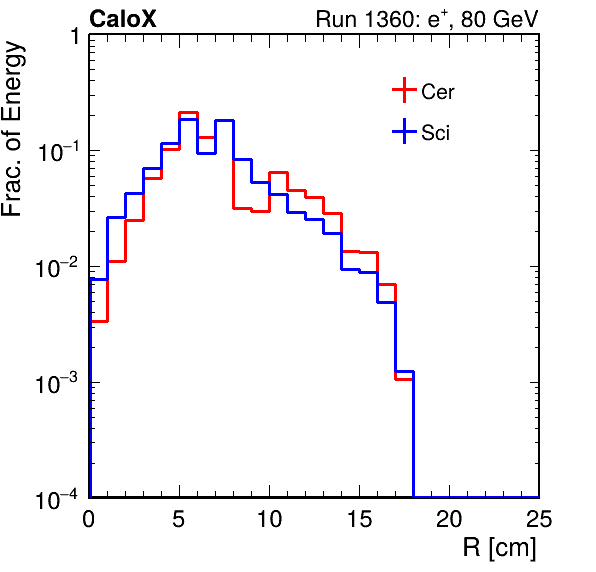 CaloX Run 1360: e⁺, 80 GeV
Frac. of Energy
1
10⁻¹
10⁻²
10⁻³
10⁻⁴
Cer
Sci
0 5 10 15 20 25
R [cm]